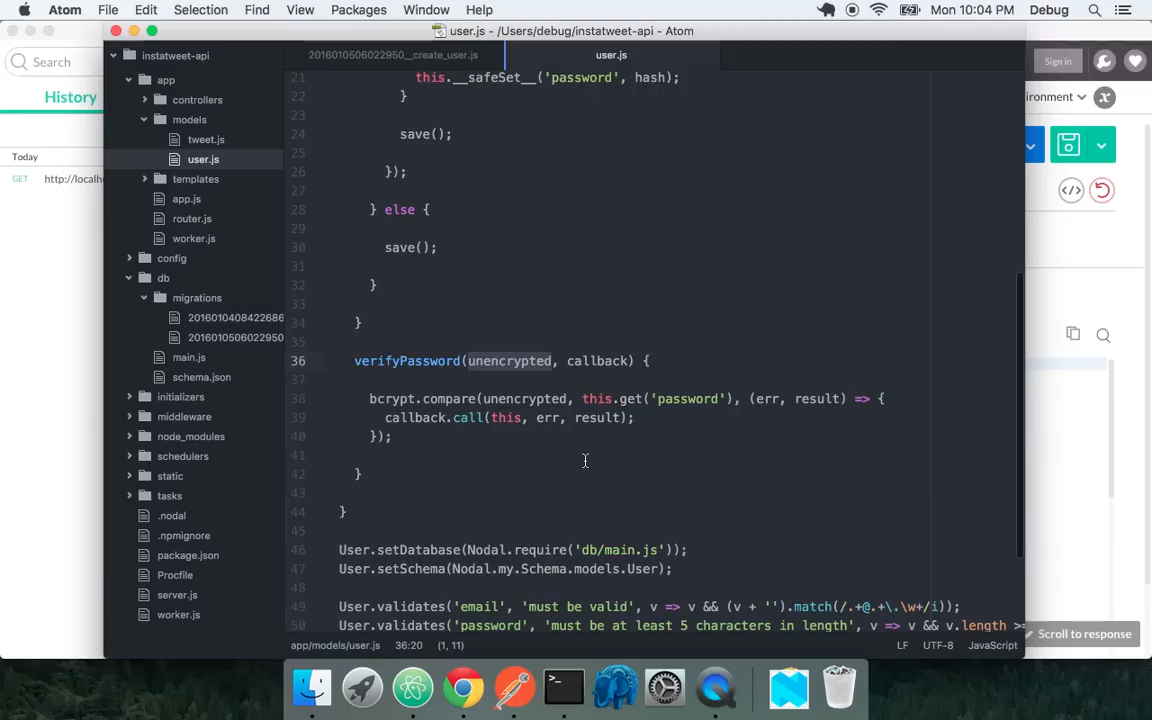 Atom File Edit Selection Find View Packages Window Help Mon 10:04 PM Debug
user.js - /Users/debug/instatweet-api - Atom
Search
History
Today
GET http://localh
Sign in
ironment
Scroll to response
instatweet-api
app
controllers
models
tweet.js
user.js
templates
app.js
router.js
worker.js
config
db
migrations
2016010408422686
2016010506022950
main.js
schema.json
initializers
middleware
node_modules
schedulers
static
tasks
.nodal
.npmignore
package.json
Procfile
server.js
worker.js
2016010506022950__create_user.js user.js
21 this.__safeSet__('password', hash);
22 }
23
24 save();
25
26 });
27
28 } else {
29
30 save();
31
32 }
33
34 }
35
36 verifyPassword(unencrypted, callback) {
37
38 bcrypt.compare(unencrypted, this.get('password'), (err, result) => {
39 callback.call(this, err, result);
40 });
41
42 }
43
44 }
45
46 User.setDatabase(Nodal.require('db/main.js'));
47 User.setSchema(Nodal.my.Schema.models.User);
48
49 User.validates('email', 'must be valid', v => v && (v + '').match(/.+@.+\.\w+/i));
50 User.validates('password', 'must be at least 5 characters in length', v => v && v.length >=
app/models/user.js 36:20 (1, 11) LF UTF-8 JavaScript